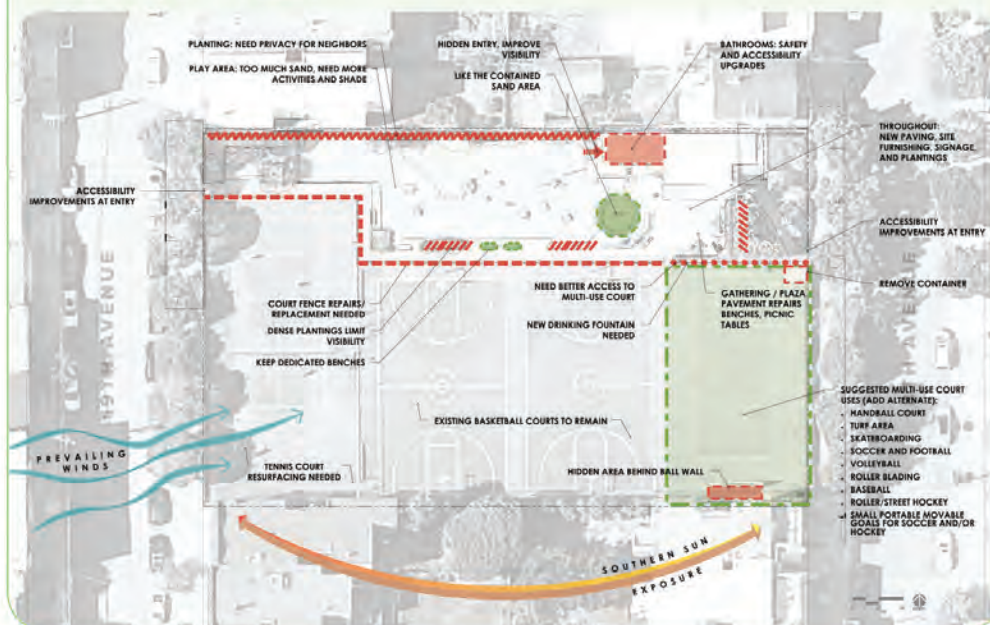 PLANTING: NEED PRIVACY FOR NEIGHBORS
PLAY AREA: TOO MUCH SAND, NEED MORE
ACTIVITIES AND SHADE
HIDDEN ENTRY, IMPROVE
VISIBILITY
LIKE THE CONTAINED
SAND AREA
BATHROOMS: SAFETY
AND ACCESSIBILITY
UPGRADES
THROUGHOUT:
NEW PAVING, SITE
FURNISHING, SIGNAGE
AND PLANTINGS
ACCESSIBILITY
IMPROVEMENTS AT ENTRY
ACCESSIBILITY
IMPROVEMENTS AT ENTRY
REMOVE CONTAINER
19TH AVENUE
COURT FENCE REPAIRS/
REPLACEMENT NEEDED
DENSE PLANTINGS LIMIT
VISIBILITY
KEEP DEDICATED BENCHES
NEED BETTER ACCESS TO
MULTI-USE COURT
NEW DRINKING FOUNTAIN
NEEDED
GATHERING / PLAZA
PAVEMENT REPAIRS
BENCHES, PICNIC
TABLES
AVENUE
SUGGESTED MULTI-USE COURT
USES (ADD ALTERNATE):
HANDBALL COURT
TURF AREA
SKATEBOARDING
SOCCER AND FOOTBALL
VOLLEYBALL
ROLLER BLADING
BASEBALL
ROLLER/STREET HOCKEY
SMALL PORTABLE MOVABLE
GOALS FOR SOCCER AND/OR
HOCKEY
EXISTING BASKETBALL COURTS TO REMAIN
PREVAILING
WINDS
TENNIS COURT
RESURFACING NEEDED
HIDDEN AREA BEHIND BALL WALL
SOUTHERN SUN
EXPOSURE